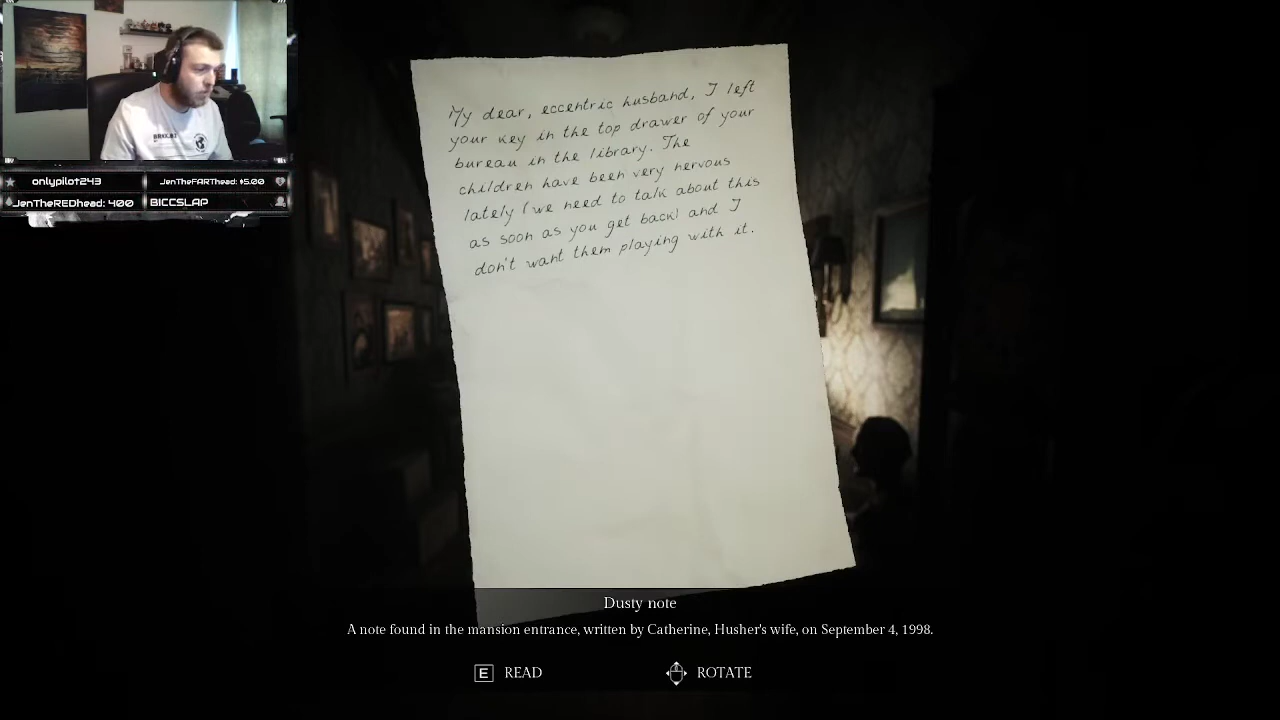 onlypilot243
JenTheFARThead: $5.00
JenTheREDhead: 400
BICCSLAP
My dear, eccentric husband, I left
your key in the top drawer of your
bureau in the library. The
children have been very nervous
lately (we need to talk about this
as soon as you get back) and I
don't want them playing with it.
Dusty note
A note found in the mansion entrance, written by Catherine, Husher's wife, on September 4, 1998.
E READ
ROTATE